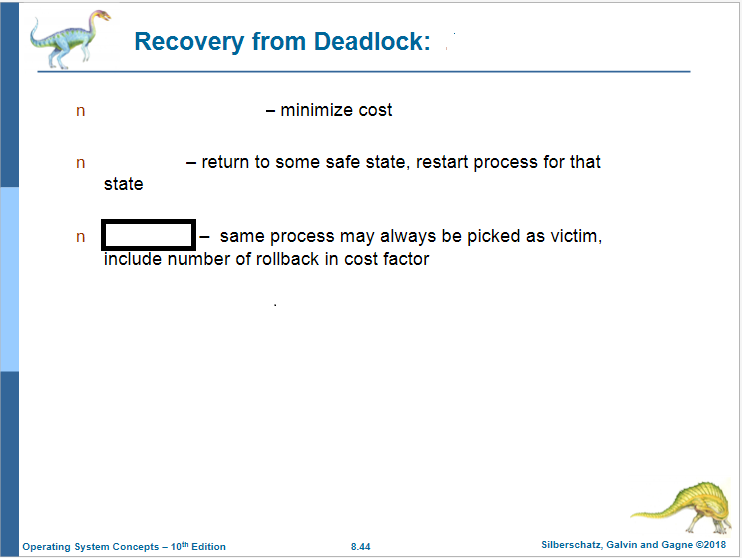 Recovery from Deadlock:
n – minimize cost
n – return to some safe state, restart process for that
state
n – same process may always be picked as victim,
include number of rollback in cost factor
Operating System Concepts – 10th Edition
8.44
Silberschatz, Galvin and Gagne ©2018